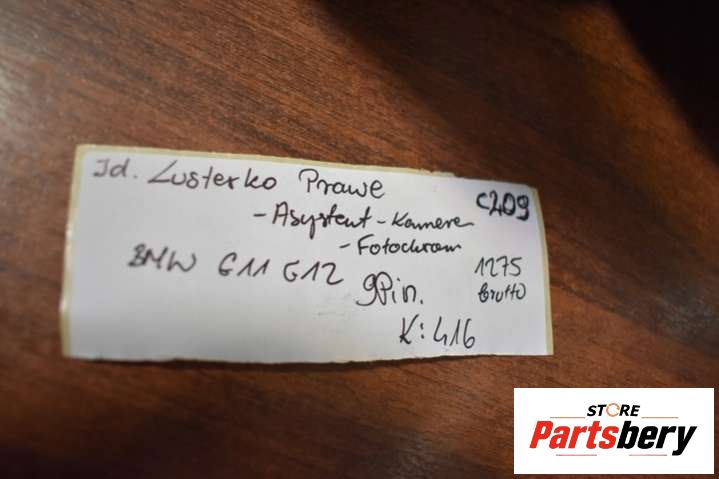 Jd. Lusterko Prawe
C209
- Asystent - Kamera
- Fotochrom
BMW G11 G12
9Pin.
1275
brutto
K: 416
STORE
Partsbery